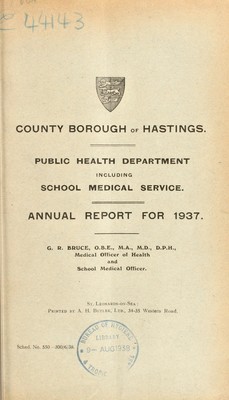 44143
COUNTY BOROUGH OF HASTINGS.
PUBLIC HEALTH DEPARTMENT
INCLUDING
SCHOOL MEDICAL SERVICE.
ANNUAL REPORT FOR 1937.
G. R. BRUCE, O.B.E., M.A., M.D., D.P.H.,
Medical Officer of Health
and
School Medical Officer.
ST. LEONARDS-ON-SEA:
PRINTED BY A. H. BUTLER, LTD., 34-35 Road.
LIBRARY
AUG 1938